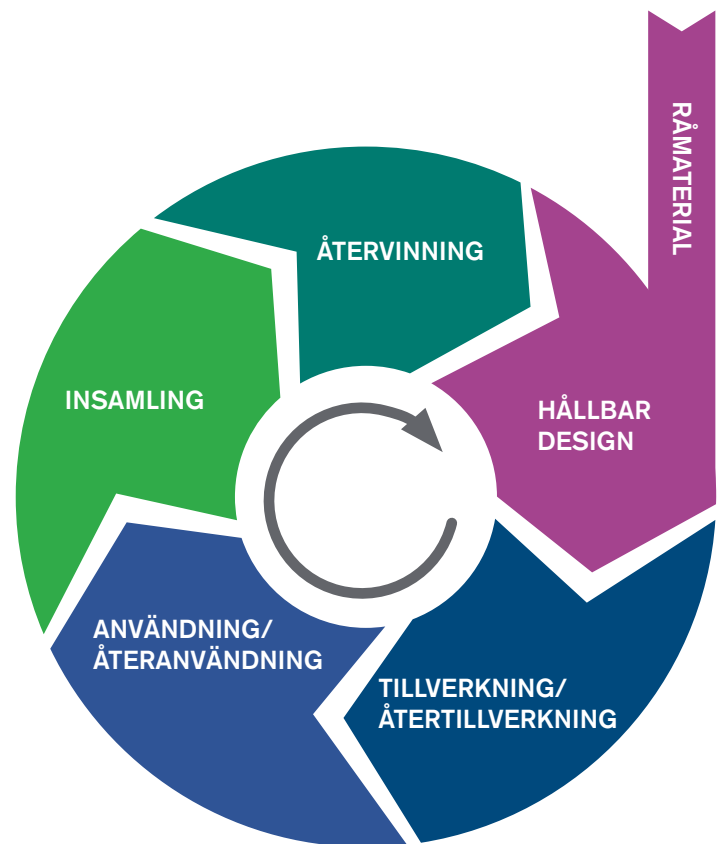 RÅMATERIAL
ÅTERVINNING
HÅLLBAR
DESIGN
INSAMLING
ANVÄNDNING/
ÅTERANVÄNDNING
TILLVERKNING/
ÅTERTILLVERKNING